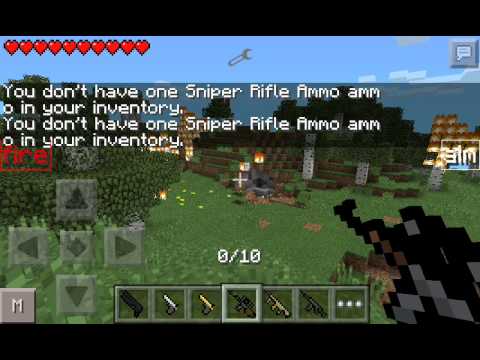 You don't have one Sniper Rifle Ammo amm
o in your inventory.
You don't have one Sniper Rifle Ammo amm
o in your inventory.
fire
aim
0/10
M